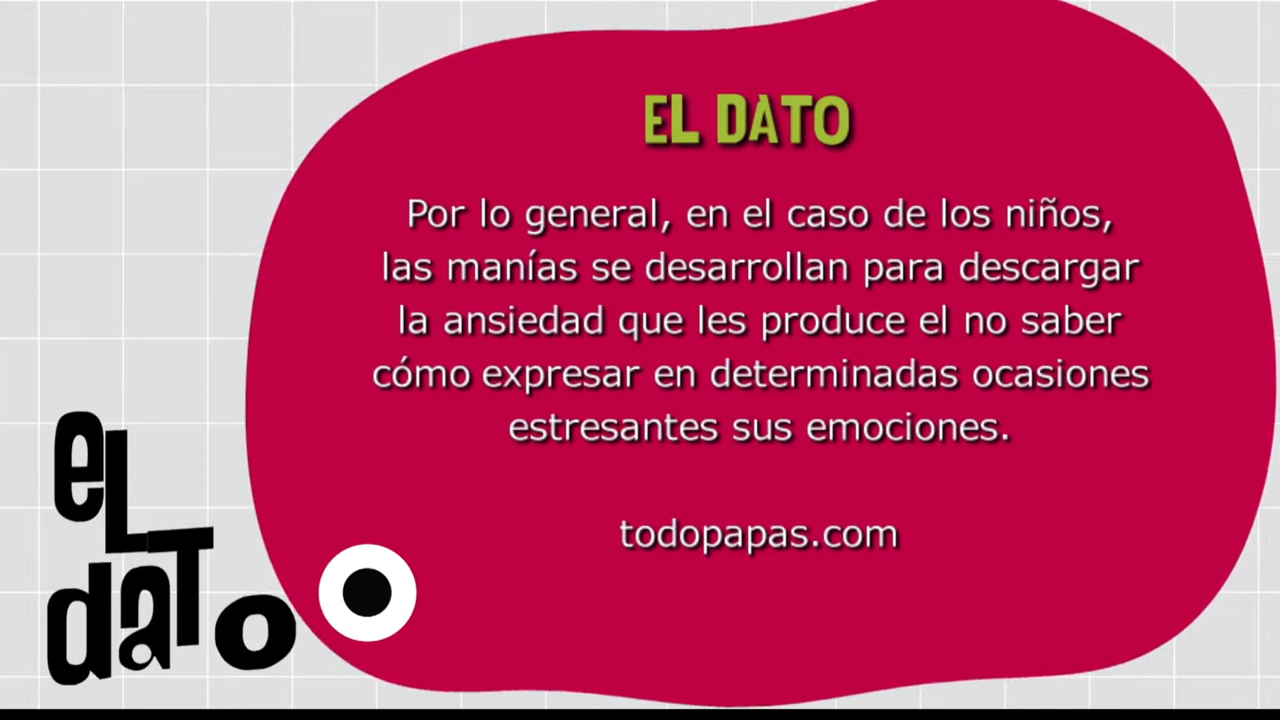 EL DATO
Por lo general, en el caso de los niños,
las manías se desarrollan para descargar
la ansiedad que les produce el no saber
cómo expresar en determinadas ocasiones
estresantes sus emociones.
todopapas.com
eL
daTo